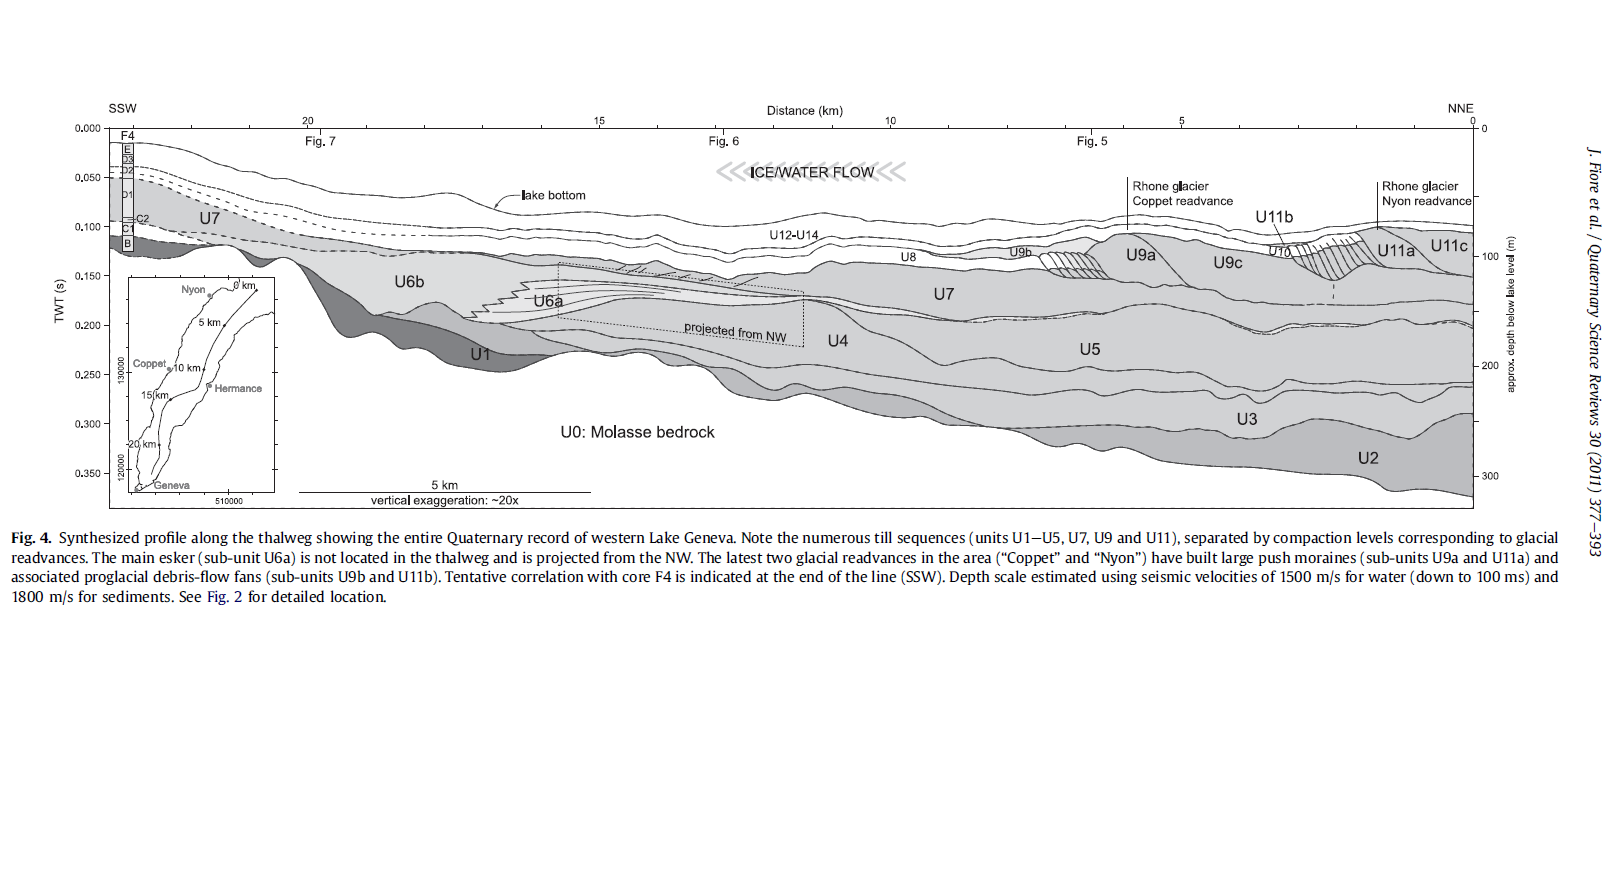 SSW
Distance (km)
NNE
20
15
10
5
0
0.000
0.050
0.100
0.150
0.200
0.250
0.300
0.350
TWT (s)
0
100
200
300
approx. depth below lake level (m)
Fig. 7
Fig. 6
Fig. 5
F4
E
D3
D2
D1
C2
C1
B
ICE/WATER FLOW
lake bottom
Rhone glacier
Coppet readvance
Rhone glacier
Nyon readvance
U7
U12-U14
U8
U9b
U9a
U9c
U11b
U10
U11a
U11c
U6b
U6a
U7
projected from NW
U4
U5
U1
U3
U2
U0: Molasse bedrock
Nyon
0 km
5 km
Coppet
10 km
Hermance
15 km
20 km
Geneva
130000
120000
510000
5 km
vertical exaggeration: ~20x
Fig. 4. Synthesized profile along the thalweg showing the entire Quaternary record of western Lake Geneva. Note the numerous till sequences (units U1–U5, U7, U9 and U11), separated by compaction levels corresponding to glacial
readvances. The main esker (sub-unit U6a) is not located in the thalweg and is projected from the NW. The latest two glacial readvances in the area (“Coppet” and “Nyon”) have built large push moraines (sub-units U9a and U11a) and
associated proglacial debris-flow fans (sub-units U9b and U11b). Tentative correlation with core F4 is indicated at the end of the line (SSW). Depth scale estimated using seismic velocities of 1500 m/s for water (down to 100 ms) and
1800 m/s for sediments. See Fig. 2 for detailed location.
J. Fiore et al. / Quaternary Science Reviews 30 (2011) 377–393